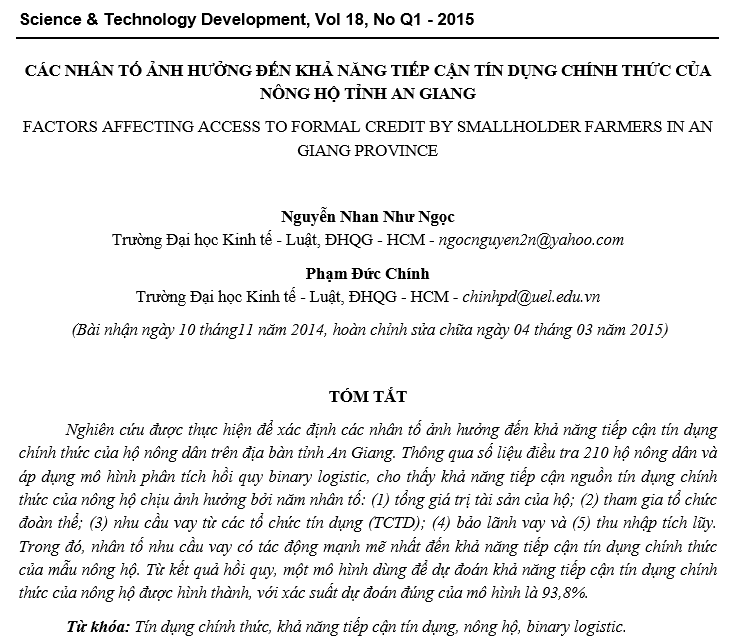 Science & Technology Development, Vol 18, No Q1 - 2015
CÁC NHÂN TỐ ẢNH HƯỞNG ĐẾN KHẢ NĂNG TIẾP CẬN TÍN DỤNG CHÍNH THỨC CỦA
NÔNG HỘ TỈNH AN GIANG
FACTORS AFFECTING ACCESS TO FORMAL CREDIT BY SMALLHOLDER FARMERS IN AN
GIANG PROVINCE
Nguyễn Nhan Như Ngọc
Trường Đại học Kinh tế - Luật, ĐHQG - HCM - ngocnguyen2n@yahoo.com
Phạm Đức Chính
Trường Đại học Kinh tế - Luật, ĐHQG - HCM - chinhpd@uel.edu.vn
(Bài nhận ngày 10 tháng11 năm 2014, hoàn chỉnh sửa chữa ngày 04 tháng 03 năm 2015)
TÓM TẮT
Nghiên cứu được thực hiện để xác định các nhân tố ảnh hưởng đến khả năng tiếp cận tín dụng
chính thức của hộ nông dân trên địa bàn tỉnh An Giang. Thông qua số liệu điều tra 210 hộ nông dân và
áp dụng mô hình phân tích hồi quy binary logistic, cho thấy khả năng tiếp cận nguồn tín dụng chính
thức của nông hộ chịu ảnh hưởng bởi năm nhân tố: (1) tổng giá trị tài sản của hộ; (2) tham gia tổ chức
đoàn thể; (3) nhu cầu vay từ các tổ chức tín dụng (TCTD); (4) bảo lãnh vay và (5) thu nhập tích lũy.
Trong đó, nhân tố nhu cầu vay có tác động mạnh mẽ nhất đến khả năng tiếp cận tín dụng chính thức
của mẫu nông hộ. Từ kết quả hồi quy, một mô hình dùng để dự đoán khả năng tiếp cận tín dụng chính
thức của nông hộ được hình thành, với xác suất dự đoán đúng của mô hình là 93,8%.
Từ khóa: Tín dụng chính thức, khả năng tiếp cận tín dụng, nông hộ, binary logistic.